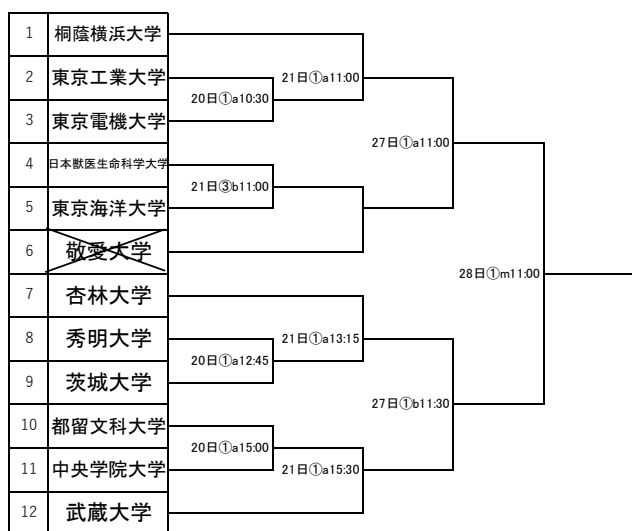 1 桐蔭横浜大学
2 東京工業大学
3 東京電機大学
4 日本獣医生命科学大学
5 東京海洋大学
6 敬愛大学
7 杏林大学
8 秀明大学
9 茨城大学
10 都留文科大学
11 中央学院大学
12 武蔵大学
20日①a10:30
21日③b11:00
20日①a12:45
20日①a15:00
21日①a11:00
21日①a13:15
21日①a15:30
27日①a11:00
27日①b11:30
28日①m11:00